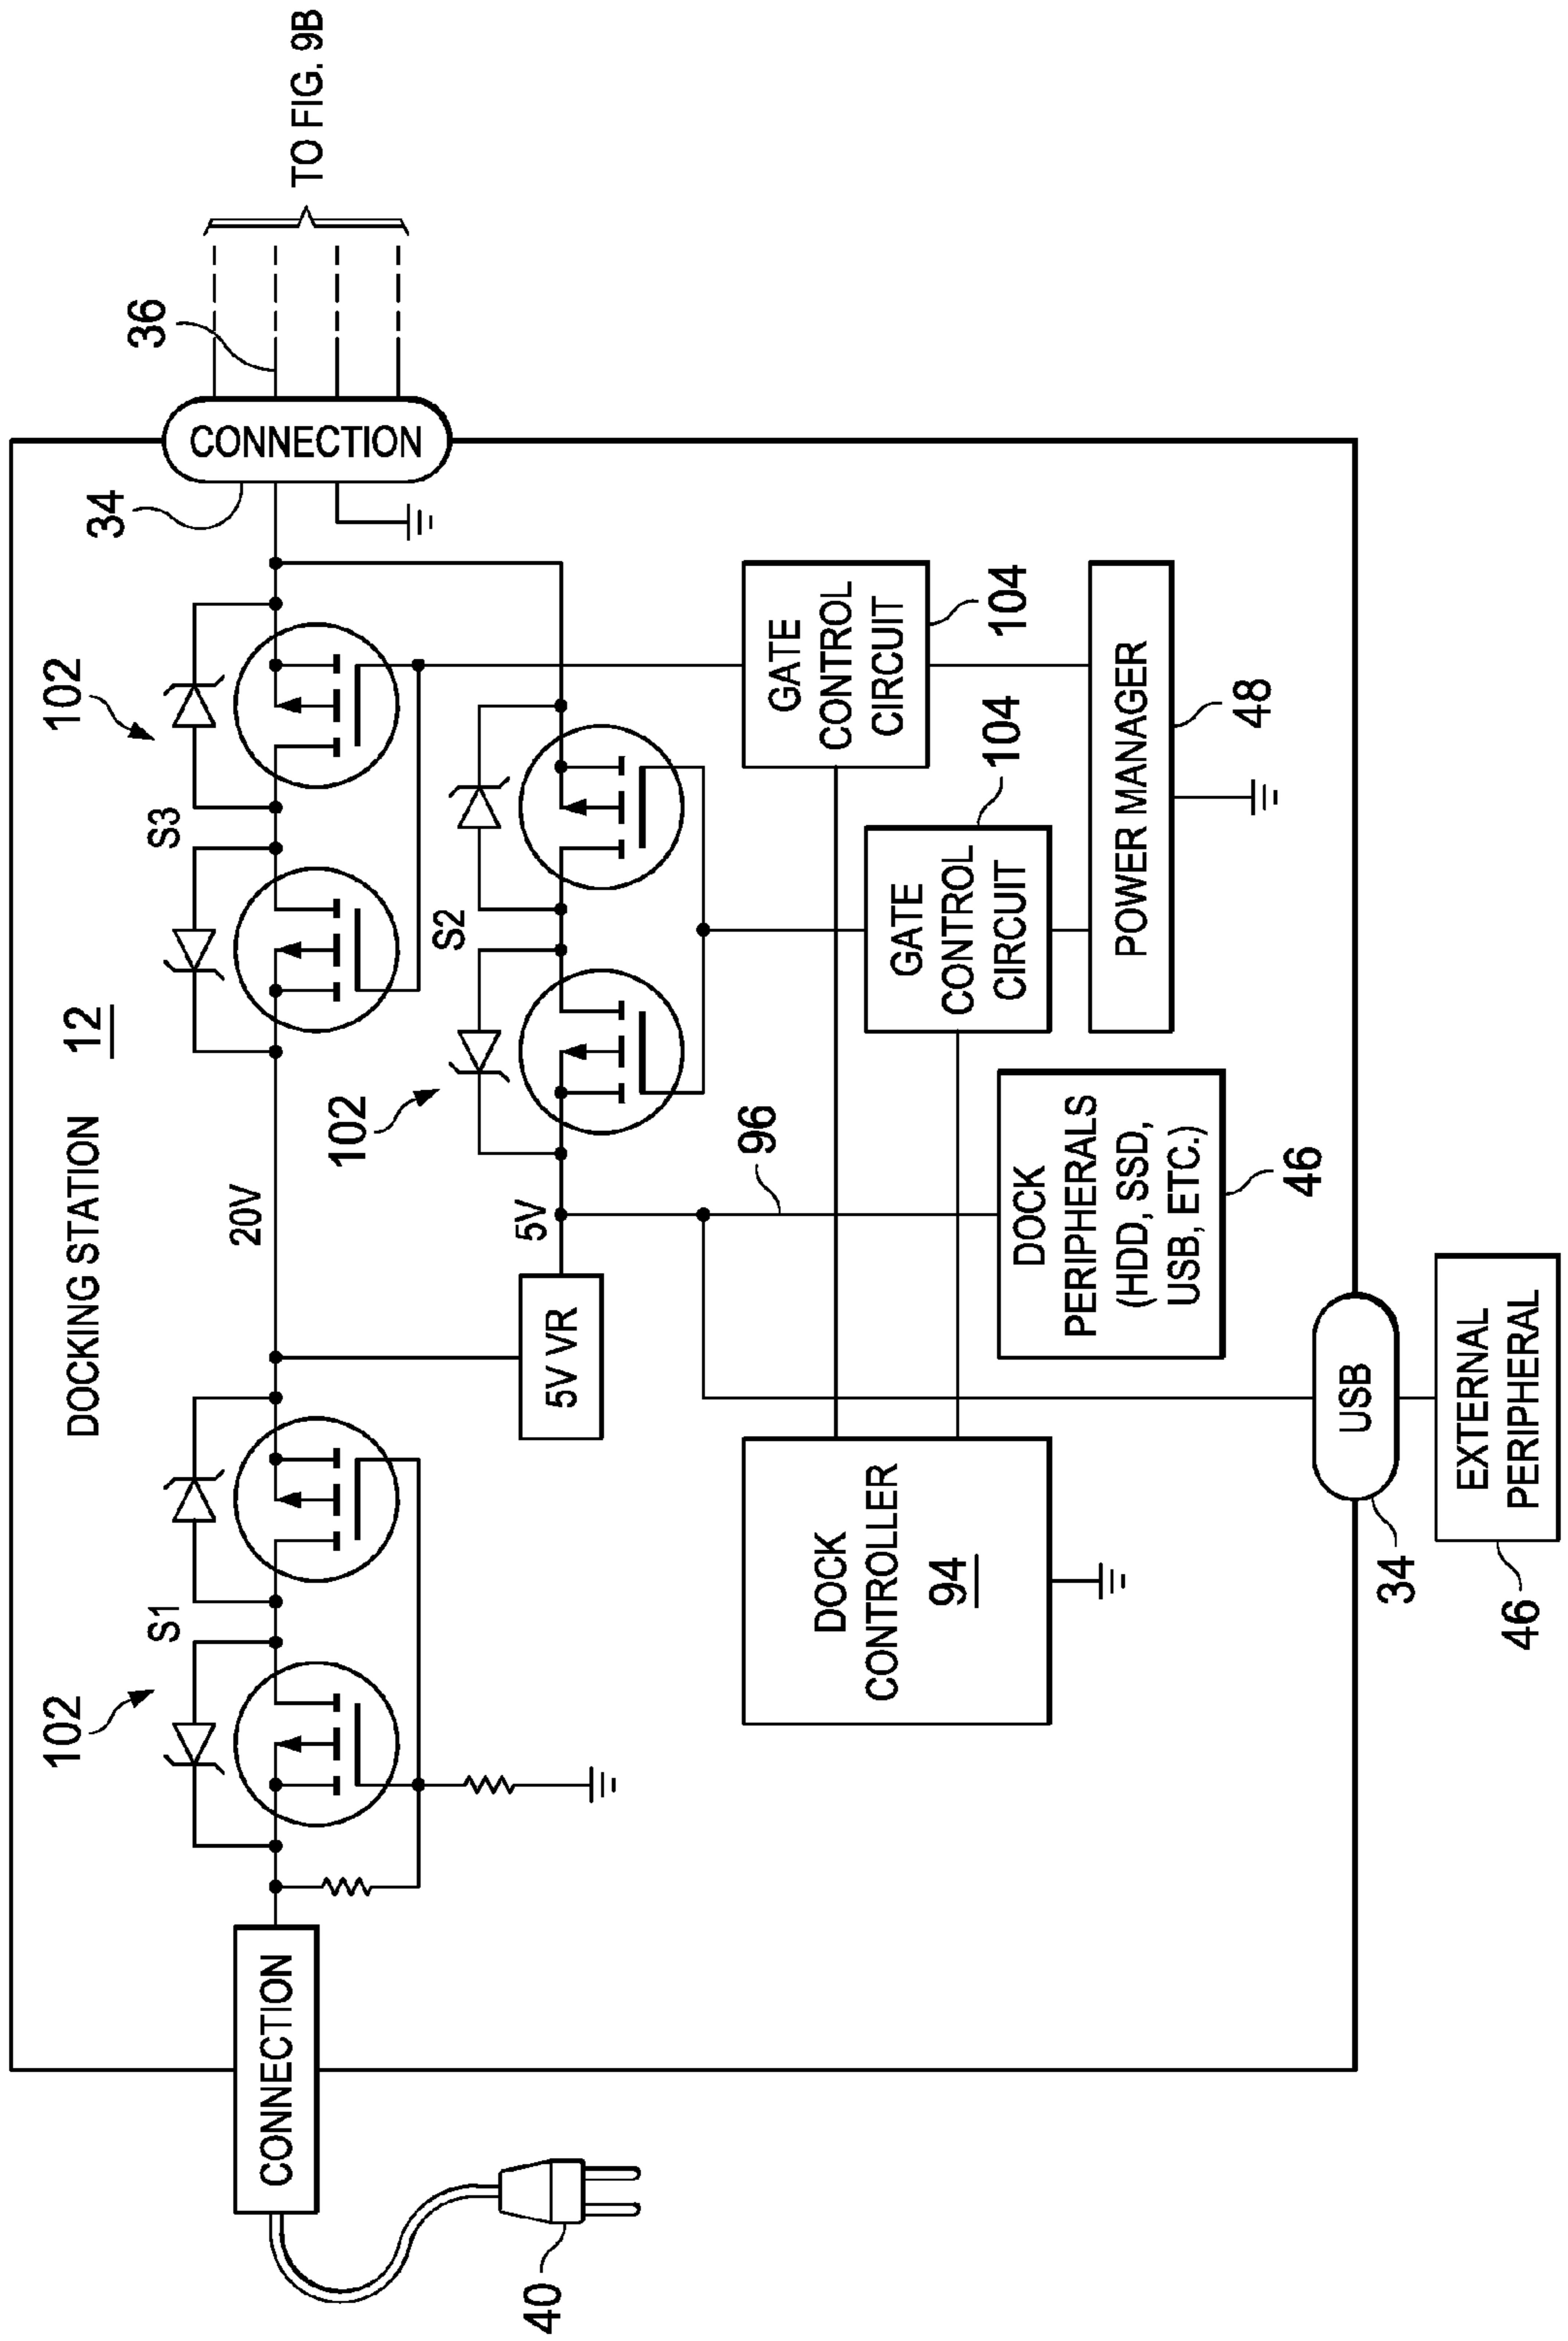 DOCKING STATION
12
TO FIG. 9B
36
34
CONNECTION
102
S3
102
S1
20V
S2
102
5V
5V VR
CONNECTION
40
96
GATE
CONTROL
CIRCUIT
104
GATE
CONTROL
CIRCUIT
104
POWER MANAGER
48
DOCK
CONTROLLER
94
DOCK
PERIPHERALS
(HDD, SSD,
USB, ETC.)
46
USB
34
EXTERNAL
PERIPHERAL
46